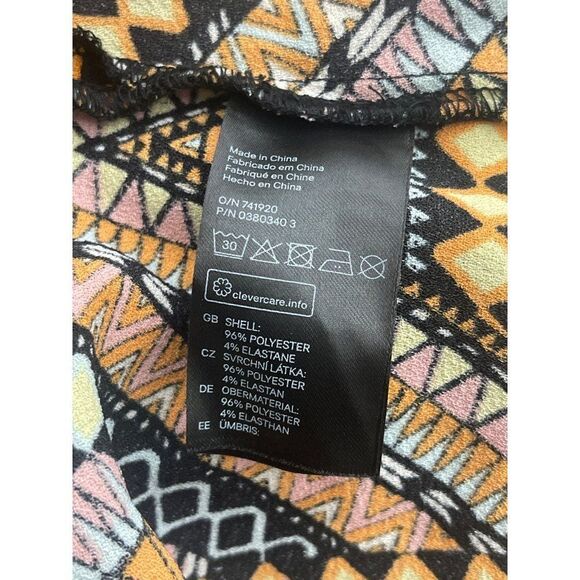 Made in China
Fabricado em China
Fabriqué en Chine
Hecho en China
O/N 741920
P/N 0380340 3
30
clevercare.info
GB SHELL:
96% POLYESTER
4% ELASTANE
CZ SVRCHNÍ LÁTKA:
96% POLYESTER
4% ELASTAN
DE OBERMATERIAL:
96% POLYESTER
4% ELASTHAN
EE ÜMBRIS: